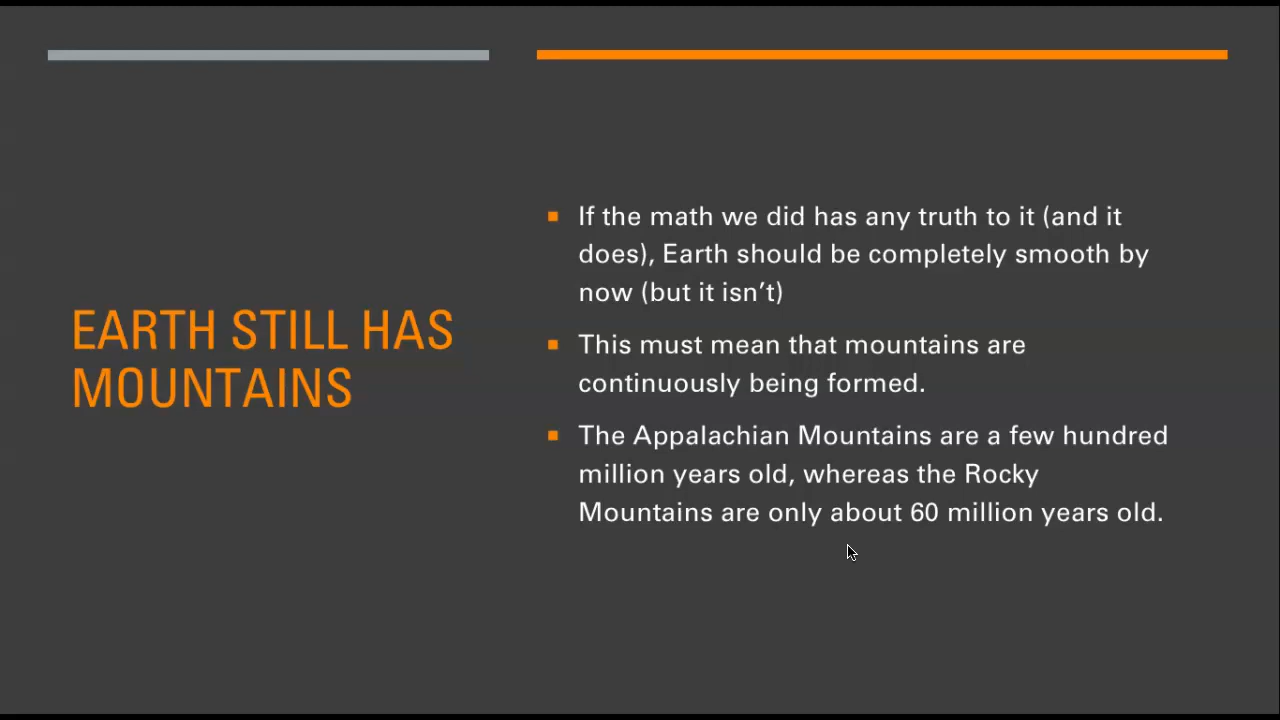 EARTH STILL HAS
MOUNTAINS
If the math we did has any truth to it (and it
does), Earth should be completely smooth by
now (but it isn’t)
This must mean that mountains are
continuously being formed.
The Appalachian Mountains are a few hundred
million years old, whereas the Rocky
Mountains are only about 60 million years old.